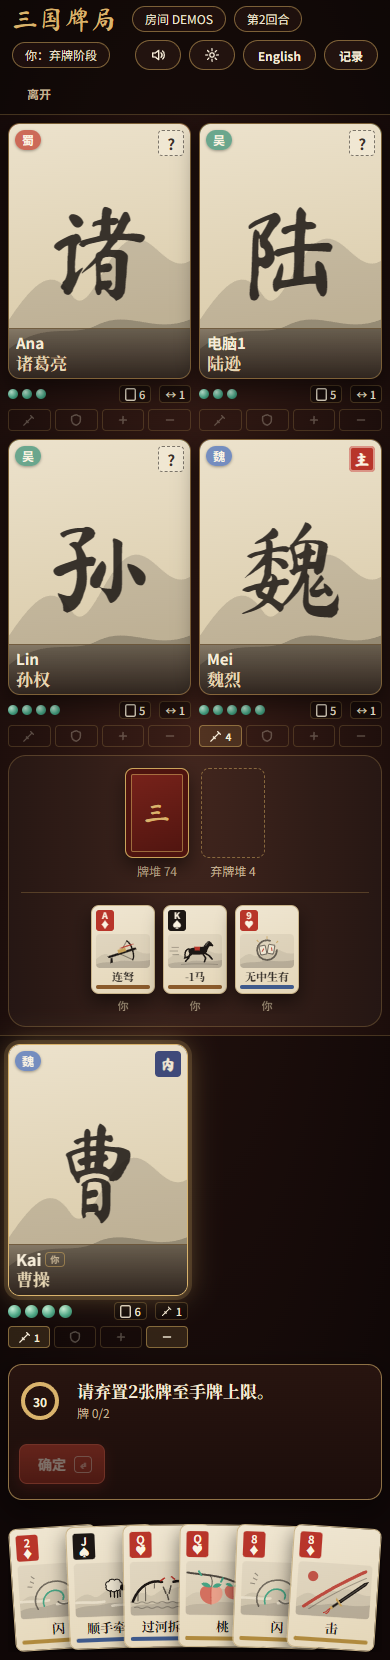 三国牌局
房间 DEMOS
第2回合
你：弃牌阶段
English
记录
离开
蜀
?
诸
Ana
诸葛亮
6
↔1
吴
?
陆
电脑1
陆逊
5
↔1
吴
?
孙
Lin
孙权
5
↔1
魏
主
魏
Mei
魏烈
5
↔1
4
三
牌堆 74
弃牌堆 4
A♦
连弩
你
K♠
-1马
你
9♥
无中生有
你
魏
内
曹
Kai 你
曹操
6
1
1
30
请弃置2张牌至手牌上限。
牌 0/2
确定
2♦
闪
J♠
顺手牵
Q♥
过河拆
Q♥
桃
8♦
闪
8♦
击